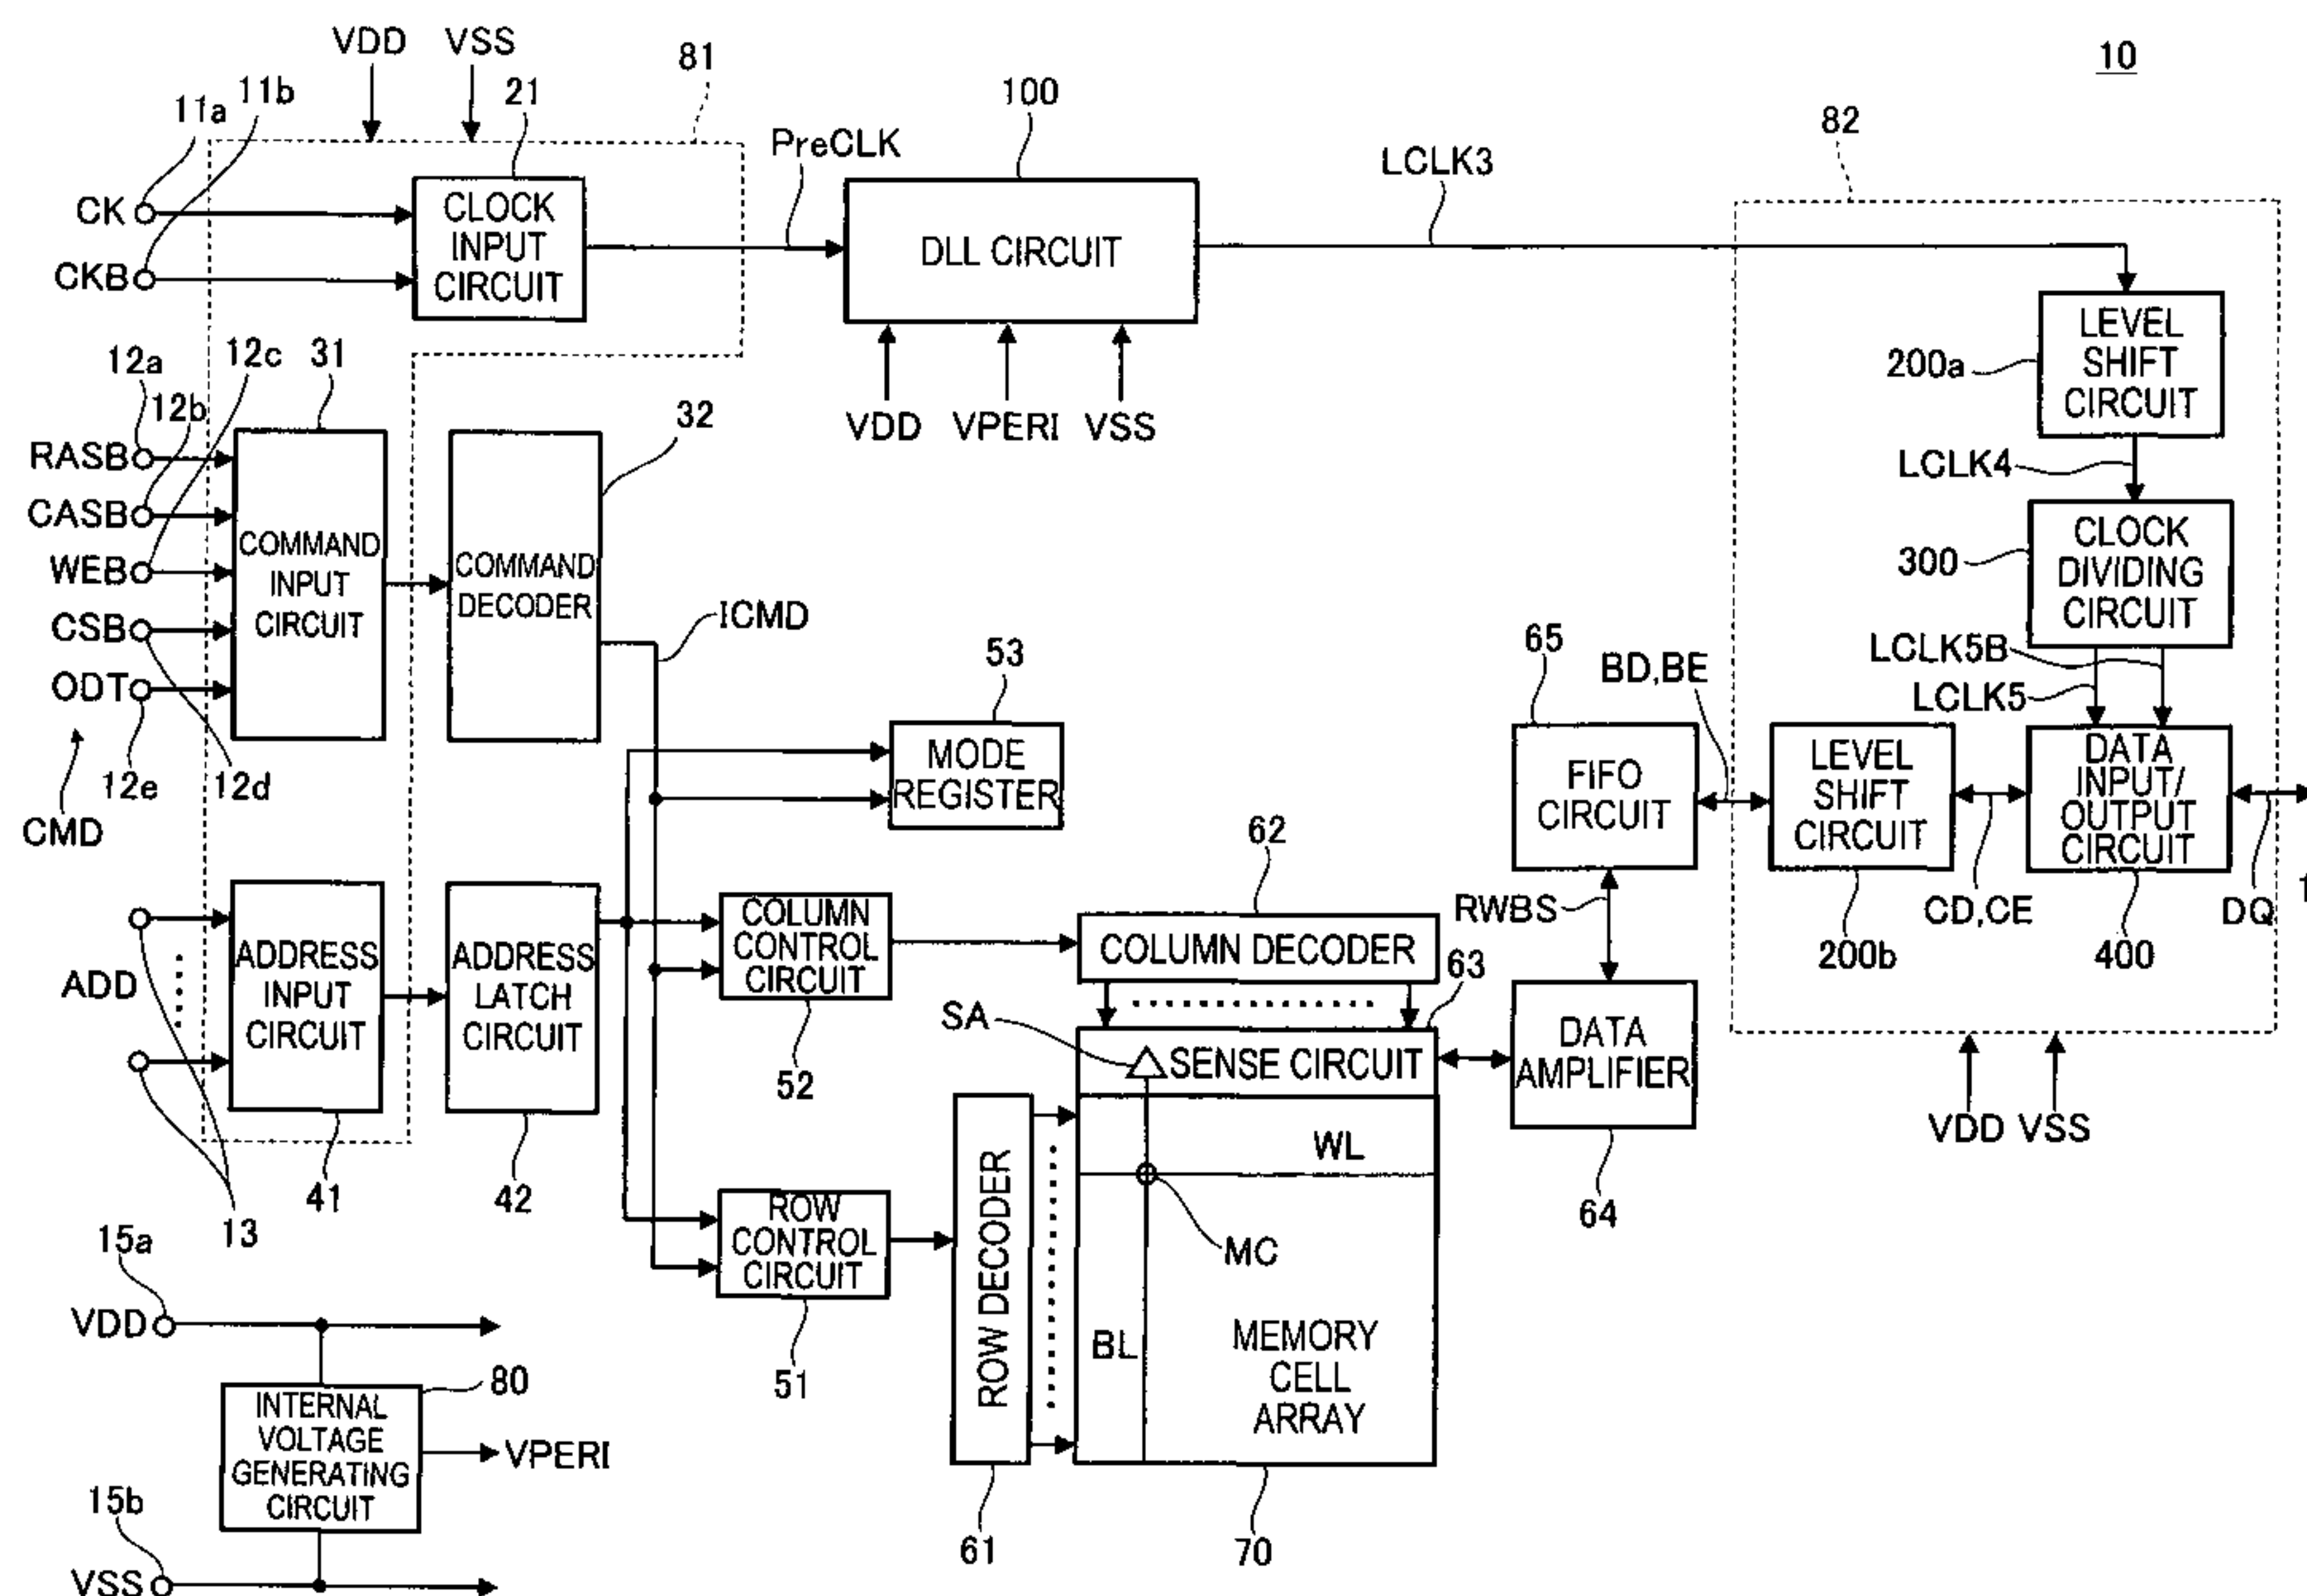 VDD VSS
81
10
11a
11b
21
100
82
PreCLK
LCLK3
CK
CKB
CLOCK
INPUT
CIRCUIT
DLL CIRCUIT
LEVEL
SHIFT
CIRCUIT
200a
VDD VPERI VSS
12a
12b
12c
31
32
LCLK4
RASB
CASB
WEB
CSB
ODT
COMMAND
INPUT
CIRCUIT
COMMAND
DECODER
ICMD
CLOCK
DIVIDING
CIRCUIT
300
LCLK5B
LCLK5
12e
12d
CMD
53
MODE
REGISTER
65
BD,BE
FIFO
CIRCUIT
LEVEL
SHIFT
CIRCUIT
DATA
INPUT/
OUTPUT
CIRCUIT
200b
CD,CE
400
DQ
1
ADD
ADDRESS
INPUT
CIRCUIT
ADDRESS
LATCH
CIRCUIT
COLUMN
CONTROL
CIRCUIT
52
62
COLUMN DECODER
63
RWBS
SA
SENSE CIRCUIT
DATA
AMPLIFIER
64
VDD VSS
13
41
42
ROW
CONTROL
CIRCUIT
51
ROW DECODER
61
WL
MC
BL
MEMORY
CELL
ARRAY
70
15a
VDD
80
INTERNAL
VOLTAGE
GENERATING
CIRCUIT
VPERI
15b
VSS